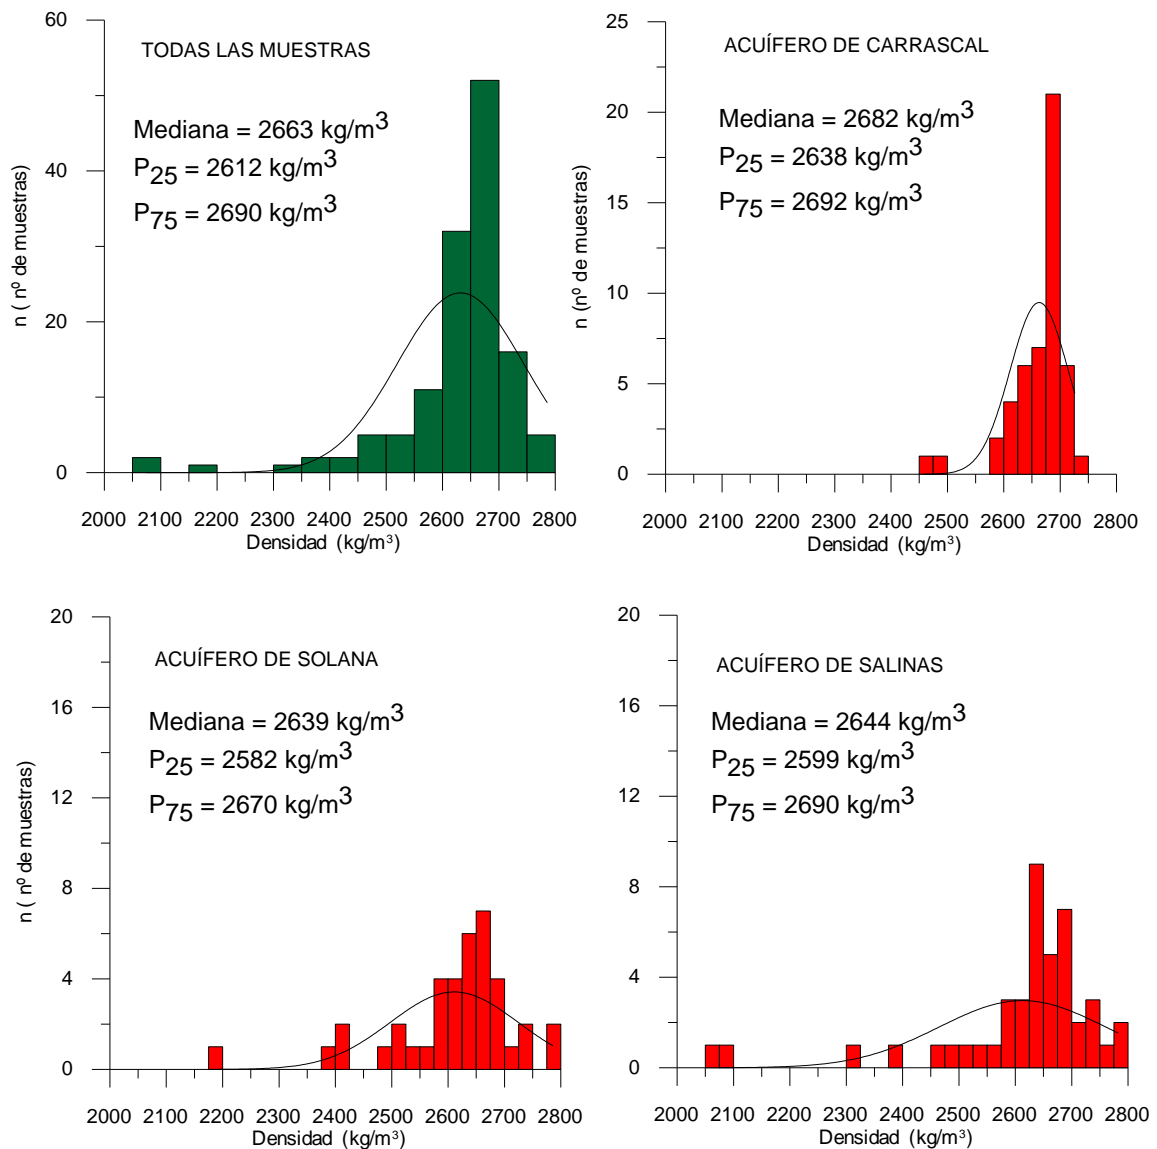 TODAS LAS MUESTRAS
Mediana = 2663 kg/m³
P25 = 2612 kg/m³
P75 = 2690 kg/m³
60
40
20
0
n ( nº de muestras)
2000 2100 2200 2300 2400 2500 2600 2700 2800
Densidad (kg/m³)
ACUÍFERO DE CARRASCAL
Mediana = 2682 kg/m³
P25 = 2638 kg/m³
P75 = 2692 kg/m³
25
20
15
10
5
0
n (nº de muestras)
2000 2100 2200 2300 2400 2500 2600 2700 2800
Densidad (kg/m³)
ACUÍFERO DE SOLANA
Mediana = 2639 kg/m³
P25 = 2582 kg/m³
P75 = 2670 kg/m³
20
16
12
8
4
0
n ( nº de muestras)
2000 2100 2200 2300 2400 2500 2600 2700 2800
Densidad (kg/m³)
ACUÍFERO DE SALINAS
Mediana = 2644 kg/m³
P25 = 2599 kg/m³
P75 = 2690 kg/m³
20
16
12
8
4
0
2000 2100 2200 2300 2400 2500 2600 2700 2800
Densidad (kg/m³)